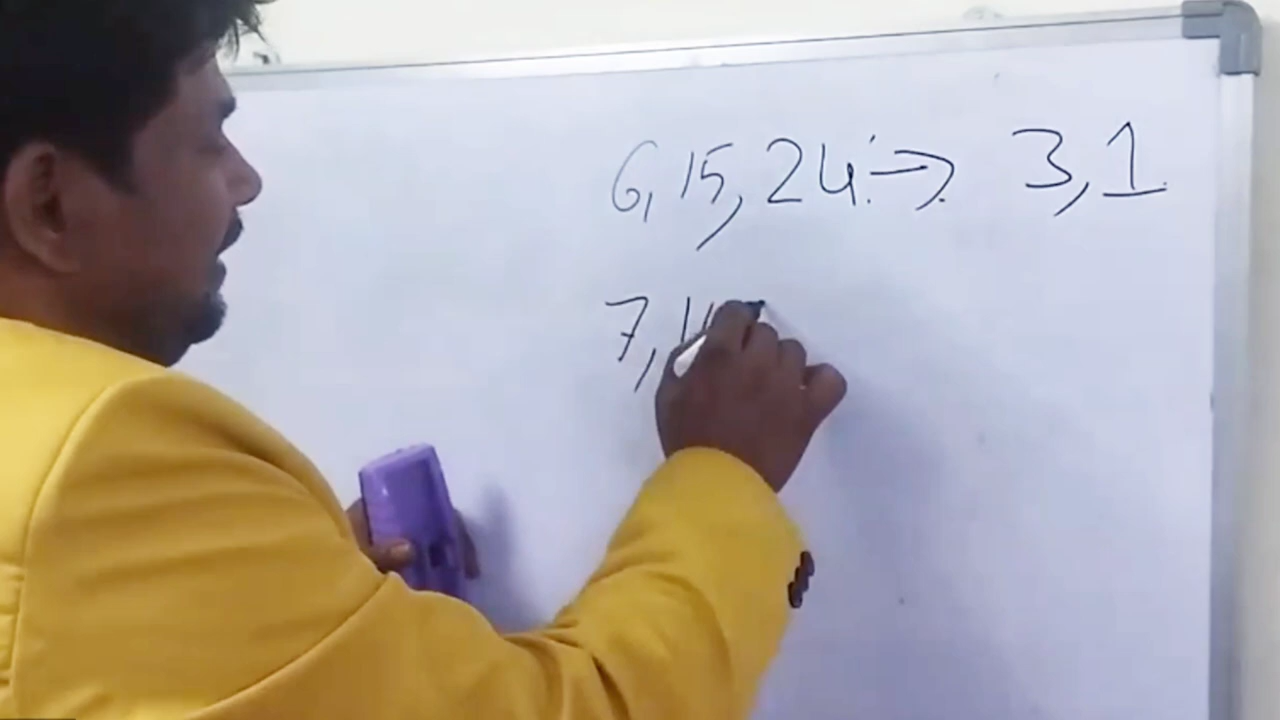 6, 15, 24 → 3, 1
7,